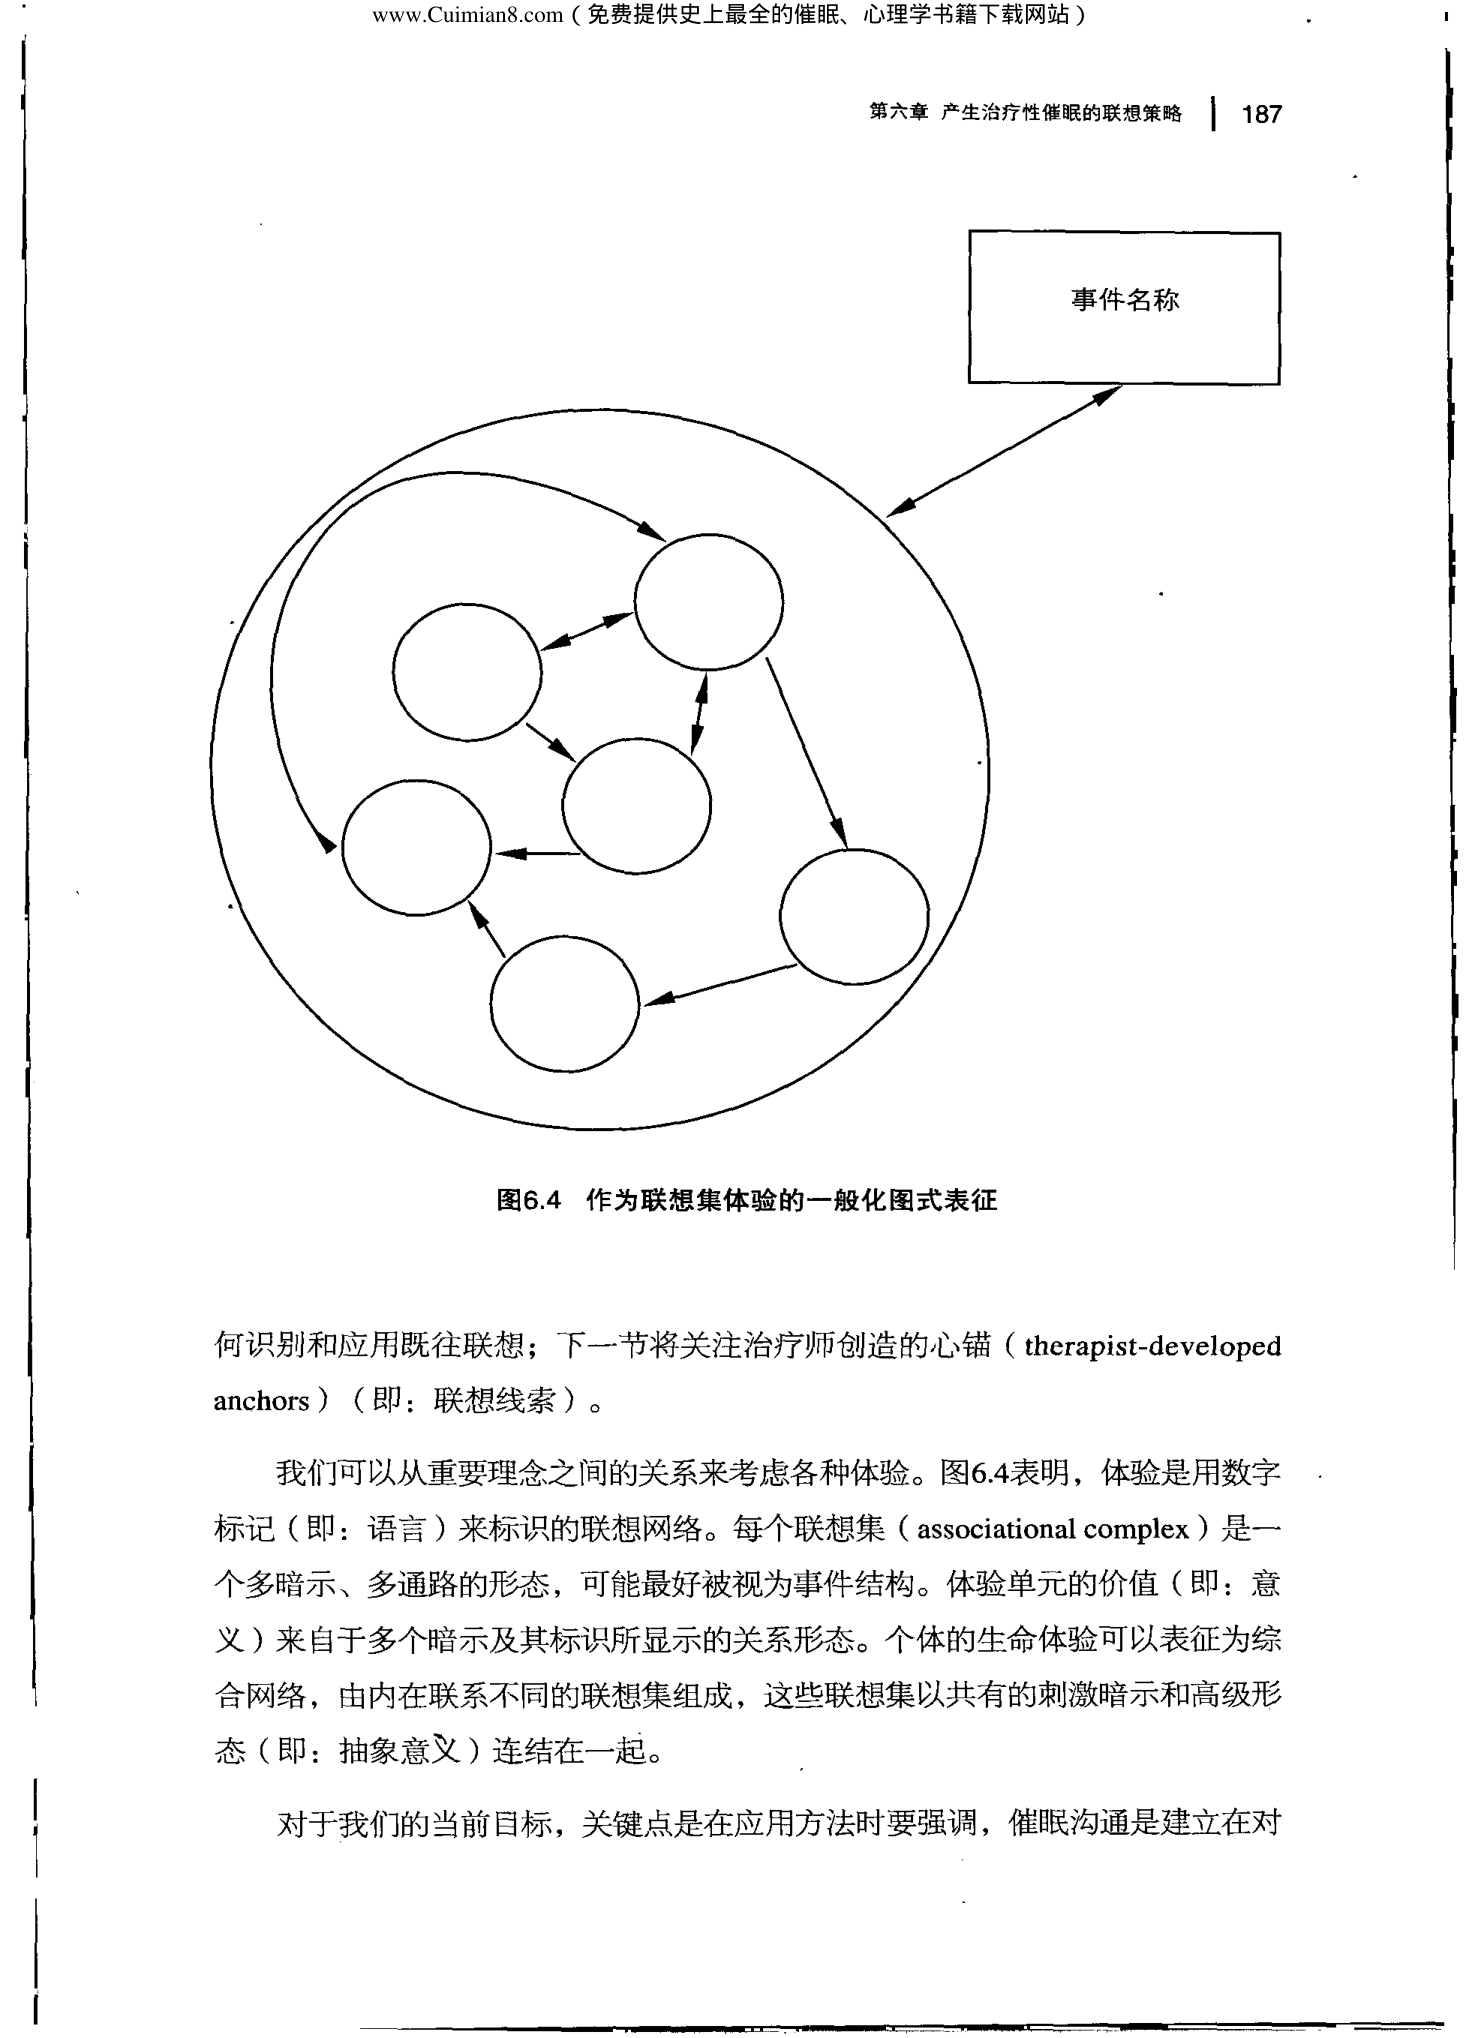 www.Cuimian8.com（免费提供史上最全的催眠、心理学书籍下载网站）
第六章 产生治疗性催眠的联想策略 | 187
事件名称
图6.4 作为联想集体验的一般化图式表征
何识别和应用既往联想；下一节将关注治疗师创造的心锚（therapist-developed
anchors）（即：联想线索）。
我们可以从重要理念之间的关系来考虑各种体验。图6.4表明，体验是用数字
标记（即：语言）来标识的联想网络。每个联想集（associational complex）是一
个多暗示、多通路的形态，可能最好被视为事件结构。体验单元的价值（即：意
义）来自于多个暗示及其标识所显示的关系形态。个体的生命体验可以表征为综
合网络，由内在联系不同的联想集组成，这些联想集以共有的刺激暗示和高级形
态（即：抽象意义）连结在一起。
对于我们的当前目标，关键点是在应用方法时要强调，催眠沟通是建立在对